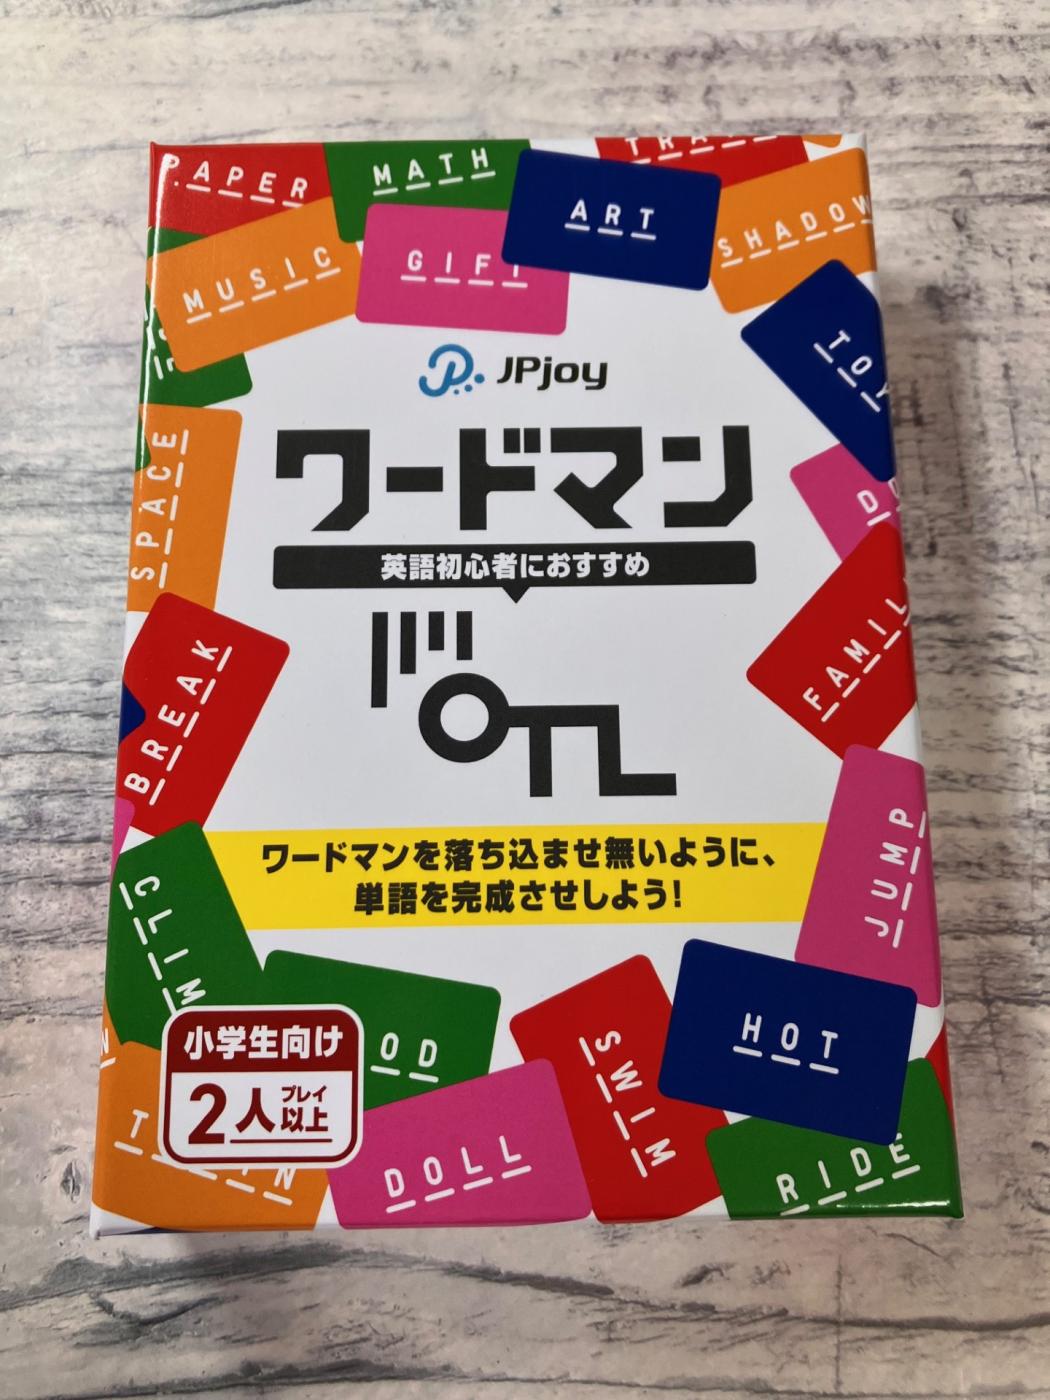 PAPER
MATH
ART
SHADOW
MUSIC
GIFT
TOY
JPjoy
ワードマン
英語初心者におすすめ
SPACE
BREAK
FAMIL
ワードマンを落ち込ませ無いように、
単語を完成させしよう!
JUMP
CLIM
小学生向け
2人プレイ以上
OD
SWIM
HOT
DOLL
RIDE